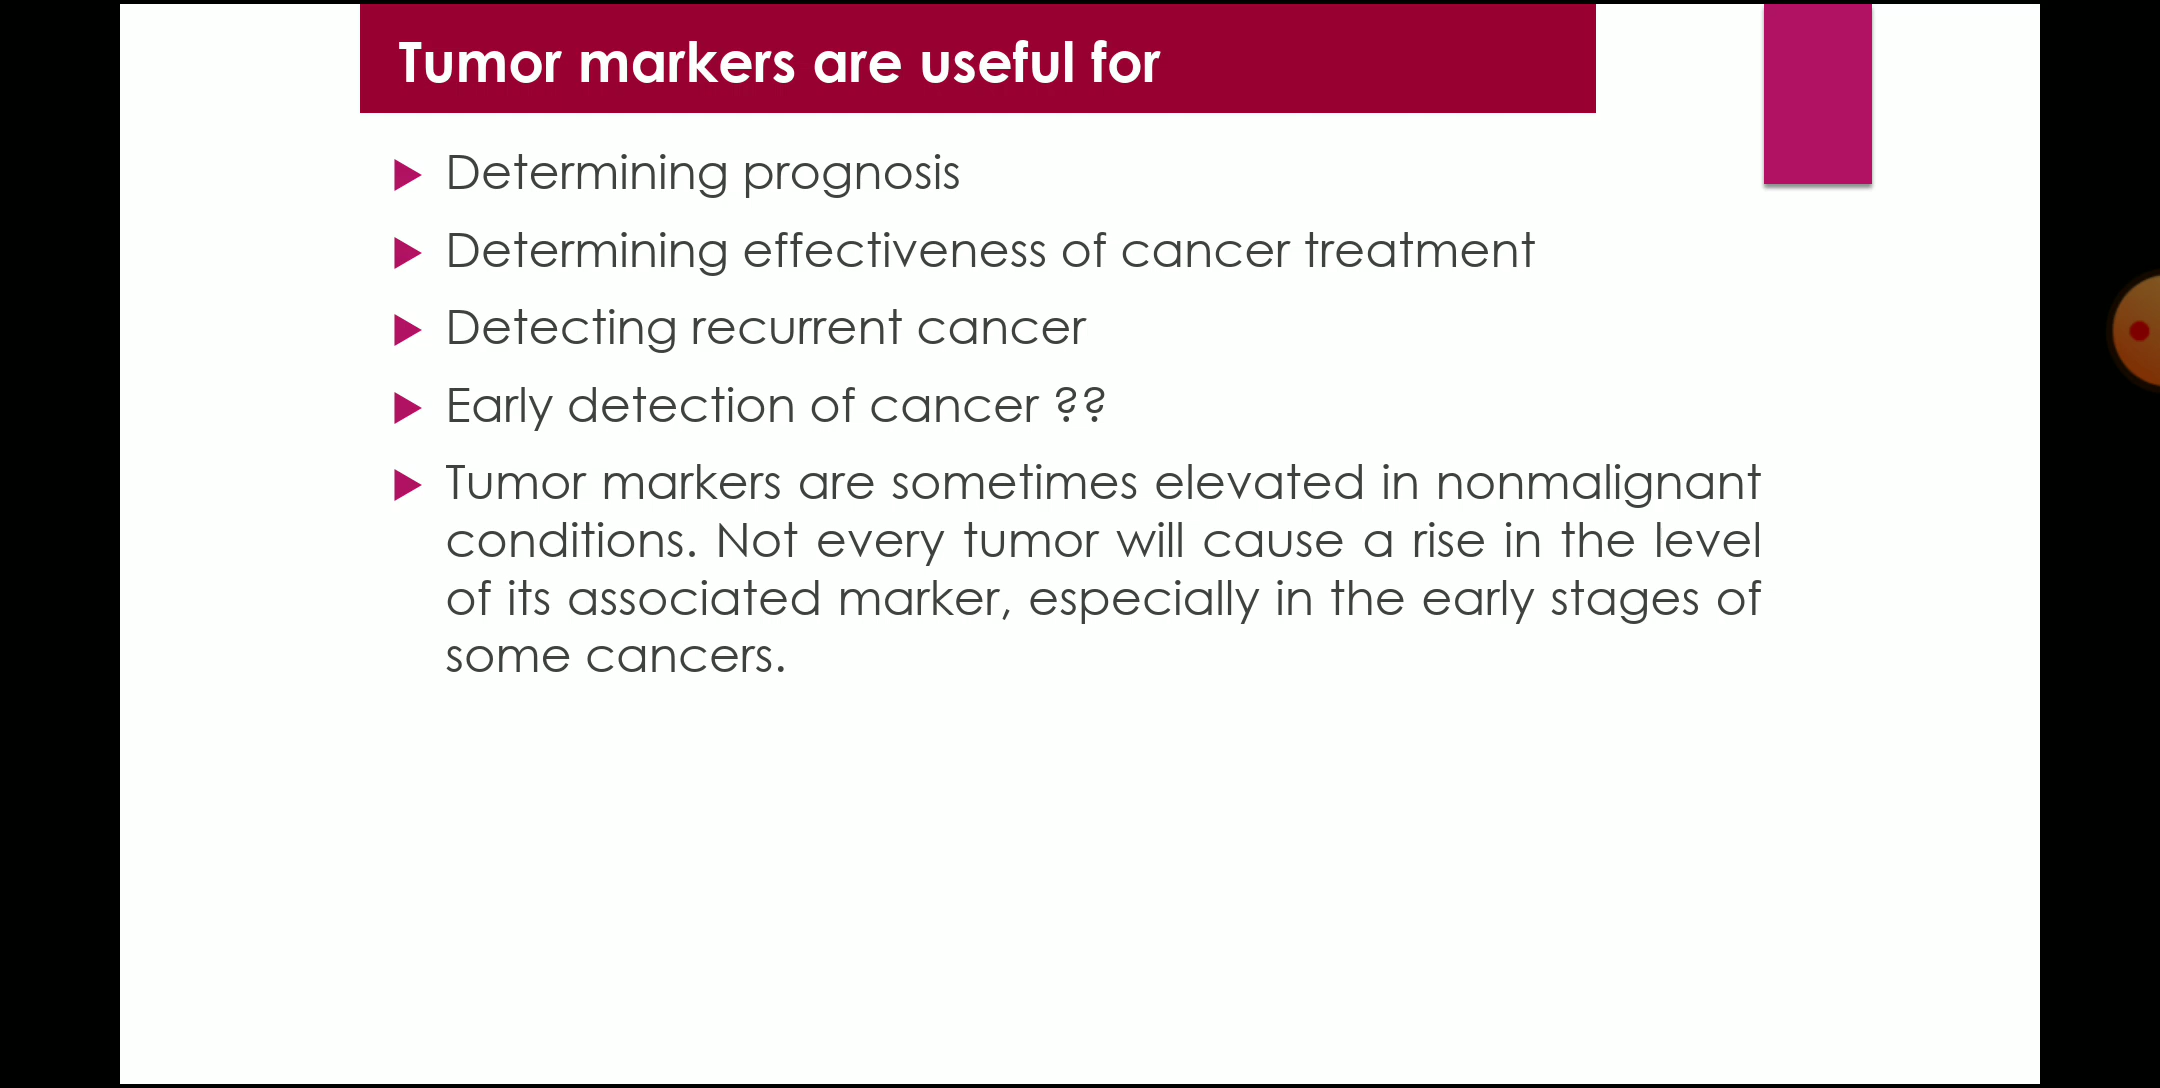 Tumor markers are useful for
Determining prognosis
Determining effectiveness of cancer treatment
Detecting recurrent cancer
Early detection of cancer ??
Tumor markers are sometimes elevated in nonmalignant
conditions. Not every tumor will cause a rise in the level
of its associated marker, especially in the early stages of
some cancers.